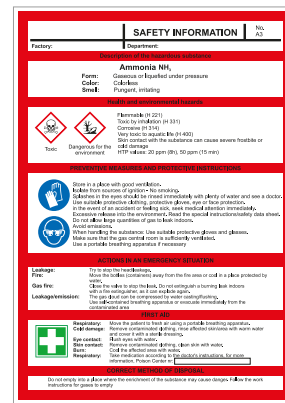 SAFETY INFORMATION
No.
A3
Factory:
Department:
Description of the hazardous substance
Ammonia NH,
Form: Gaseous or liquefied under pressure
Color: Colorless
Smell: Pungent, irritating
Health and environmental hazards
Flammable (H 221)
Toxic by inhalation (H 331)
Corrosive (H 314)
Very toxic to aquatic life (H 400)
Skin contact with the substance can cause severe frostbite or
cold damage
HTP values: 20 ppm (8h), 50 ppm (15 min)
Toxic
Dangerous for the
environment
PREVENTIVE MEASURES AND PROTECTIVE INSTRUCTIONS
Store in a place with good ventilation.
Isolate from sources of ignition - No smoking.
Splashes in the eyes should be rinsed immediately with plenty of water and see a doctor.
Use suitable protective clothing, protective gloves, eye or face protection.
in the event of an accident or feeling sick, seek medical attention immediately.
Excessive release into the environment. Read the special instructions/safety data sheet.
Do not allow large quantities of gas to leak indoors.
Avoid emissions.
When handling the substance: Use suitable protective gloves and glasses.
Make sure that the gas central room is sufficiently ventilated.
Use a portable breathing apparatus if necessary
ACTIONS IN AN EMERGENCY SITUATION
Leakage: Try to stop the leakage.
Fire: Move the bottles (containers) away from the fire area or cool in a place protected by
water.
Gas fire: Close the valve to stop the leak. Do not extinguish a burning leak indoors
with a fire extinguisher, as it can explode again.
Leakage/emission: The gas cloud can be compressed by water casting/flushing.
Use self-contained breathing apparatus or evacuate immediately from the
contaminated area
FIRST AID
Respiratory: Move the patient to fresh air using a portable breathing apparatus.
Cold damage: Remove contaminated clothing, rinse affected skin/area with warm water
and cover it with a sterile dressing.
Eye contact: Flush eyes with water.
Skin contact: Remove contaminated clothing, clean skin with water.
Burn: Cool the affected area with water.
Respiratory: Take medication according to the doctor's instructions, for more
information. Poison Center nr:
CORRECT METHOD OF DISPOSAL
Do not empty into a place where the enrichment of the substance may cause dangers. Follow the work
instructions for gases to empty